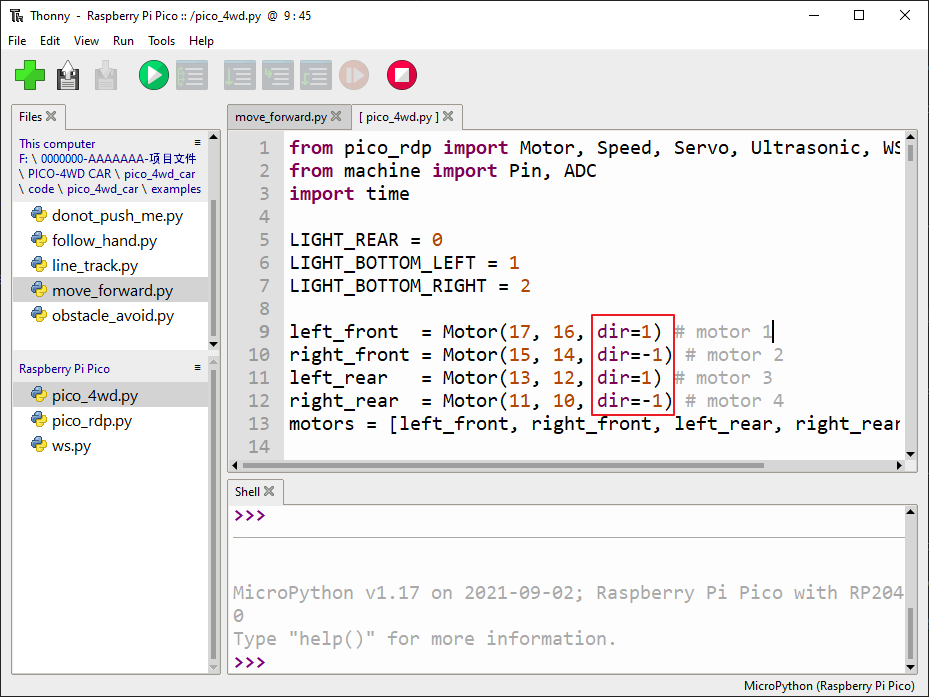 Thonny - Raspberry Pi Pico :: /pico_4wd.py @ 9 : 45
File Edit View Run Tools Help
Files
This computer
F: \ 0000000-AAAAAAA-项目文件
\ PICO-4WD CAR \ pico_4wd_car
\ code \ pico_4wd_car \ examples
donot_push_me.py
follow_hand.py
line_track.py
move_forward.py
obstacle_avoid.py
Raspberry Pi Pico
pico_4wd.py
pico_rdp.py
ws.py
move_forward.py [ pico_4wd.py ]
1 from pico_rdp import Motor, Speed, Servo, Ultrasonic, WS
2 from machine import Pin, ADC
3 import time
4
5 LIGHT_REAR = 0
6 LIGHT_BOTTOM_LEFT = 1
7 LIGHT_BOTTOM_RIGHT = 2
8
9 left_front  = Motor(17, 16, dir=1) # motor 1
10 right_front = Motor(15, 14, dir=-1) # motor 2
11 left_rear   = Motor(13, 12, dir=1) # motor 3
12 right_rear  = Motor(11, 10, dir=-1) # motor 4
13 motors = [left_front, right_front, left_rear, right_rear
14
Shell
>>>
MicroPython v1.17 on 2021-09-02; Raspberry Pi Pico with RP204
0
Type "help()" for more information.
>>>
MicroPython (Raspberry Pi Pico)